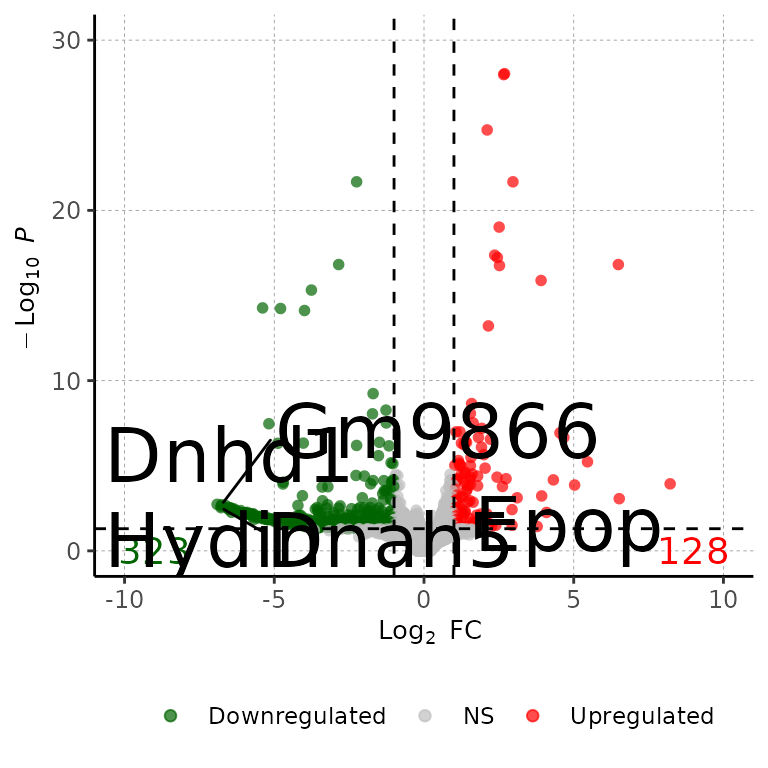 30
20
10
0
− Log10 P
Gm9866
Dnhd1
Hydin
Dnah5
Epop
323
128
-10
-5
0
5
10
Log2 FC
Downregulated
NS
Upregulated